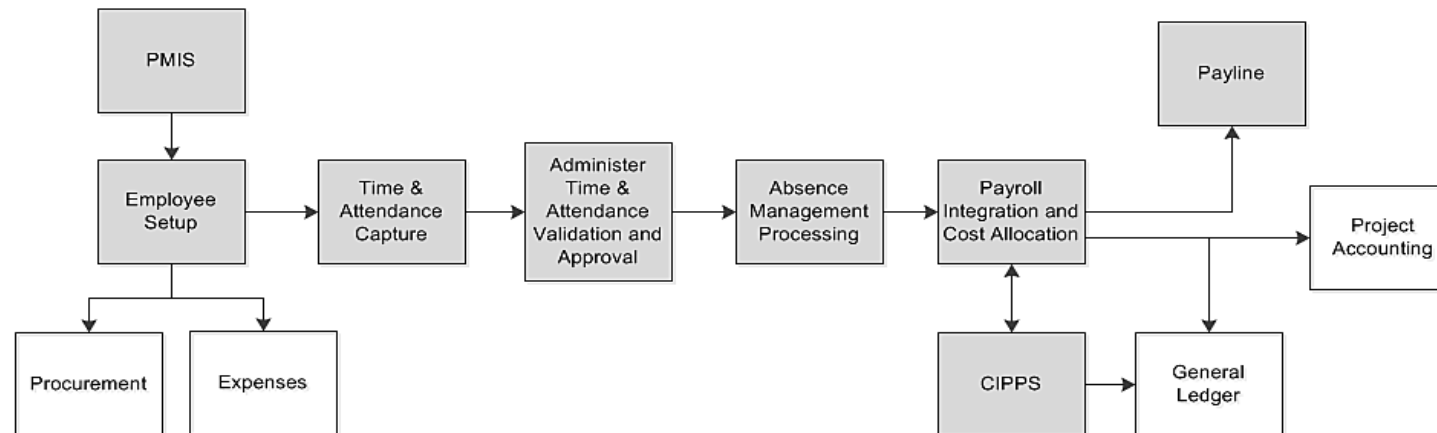 PMIS
Payline
Employee
Setup
Time &
Attendance
Capture
Administer
Time &
Attendance
Validation and
Approval
Absence
Management
Processing
Payroll
Integration and
Cost Allocation
Project
Accounting
Procurement
Expenses
CIPPS
General
Ledger